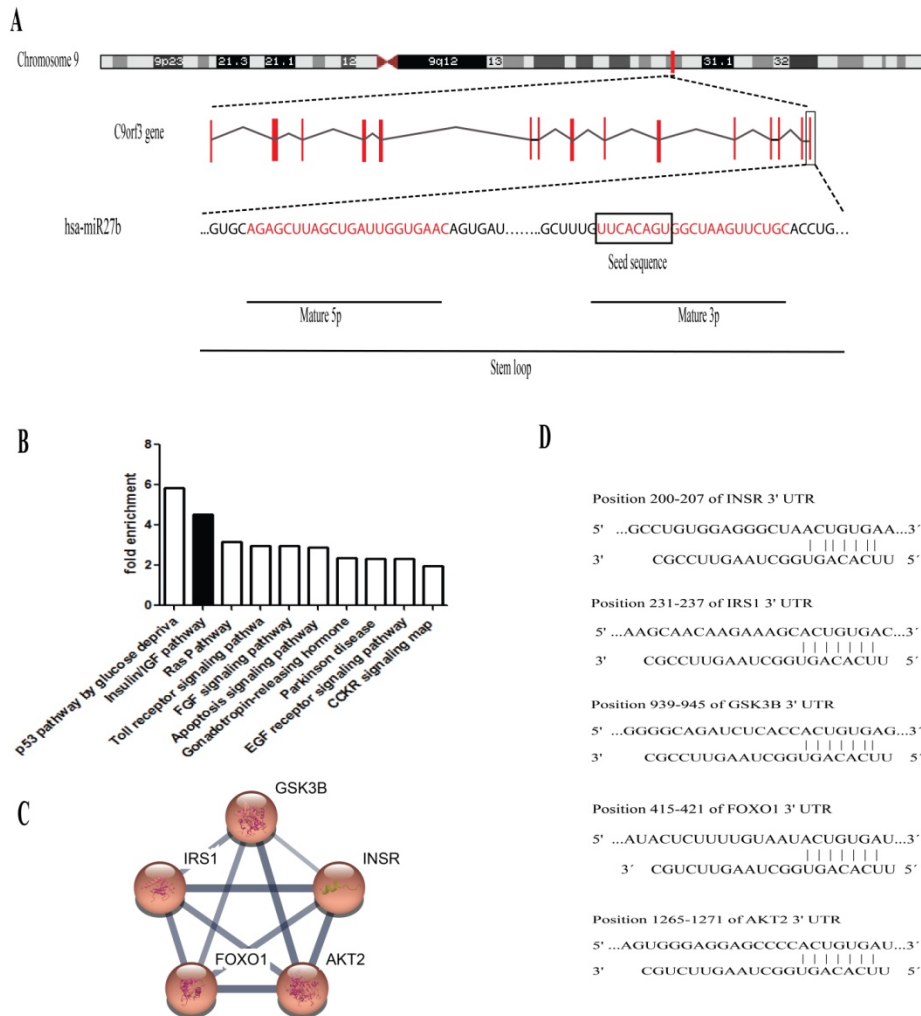 A
Chromosome 9
9p23 21.3 21.1 12 9q12 13 31.1 32
C9orf3 gene
hsa-miR27b
...GUGCAGAGCUUAGCUGAUUGGUGAACAGUGAU.......GCUUUGUUCACAGUGGCUAAGUUCUGCACCUG...
Seed sequence
Mature 5p
Mature 3p
Stem loop
B
fold enrichment
8
6
4
2
0
p53 pathway by glucose depriva
Insulin/IGF pathway
Ras Pathway
Toll receptor signaling pathwa
FGF signaling pathway
Apoptosis signaling pathway
Gonadotropin-releasing hormone
Parkinson disease
EGF receptor signaling pathway
CCKR signaling map
C
GSK3B
IRS1
INSR
FOXO1
AKT2
D
Position 200-207 of INSR 3' UTR
5' ...GCCUGUGGAGGGCUAACUGUGAA...3´
3' CGCCUUGAAUCGGUGACACUU 5´
Position 231-237 of IRS1 3' UTR
5' ...AAGCAACAAGAAAGCACUGUGAC...3´
3' CGCCUUGAAUCGGUGACACUU 5´
Position 939-945 of GSK3B 3' UTR
5' ...GGGGCAGAUCUCACCACUGUGAG...3´
3' CGCCUUGAAUCGGUGACACUU 5´
Position 415-421 of FOXO1 3' UTR
5' ...AUACUCUUUUGUAAUACUGUGAU...3´
3´ CGUCUUGAAUCGGUGACACUU 5´
Position 1265-1271 of AKT2 3' UTR
5' ...AGUGGGAGGAGCCCCACUGUGAU...3´
3' CGUCUUGAAUCGGUGACACUU 5´